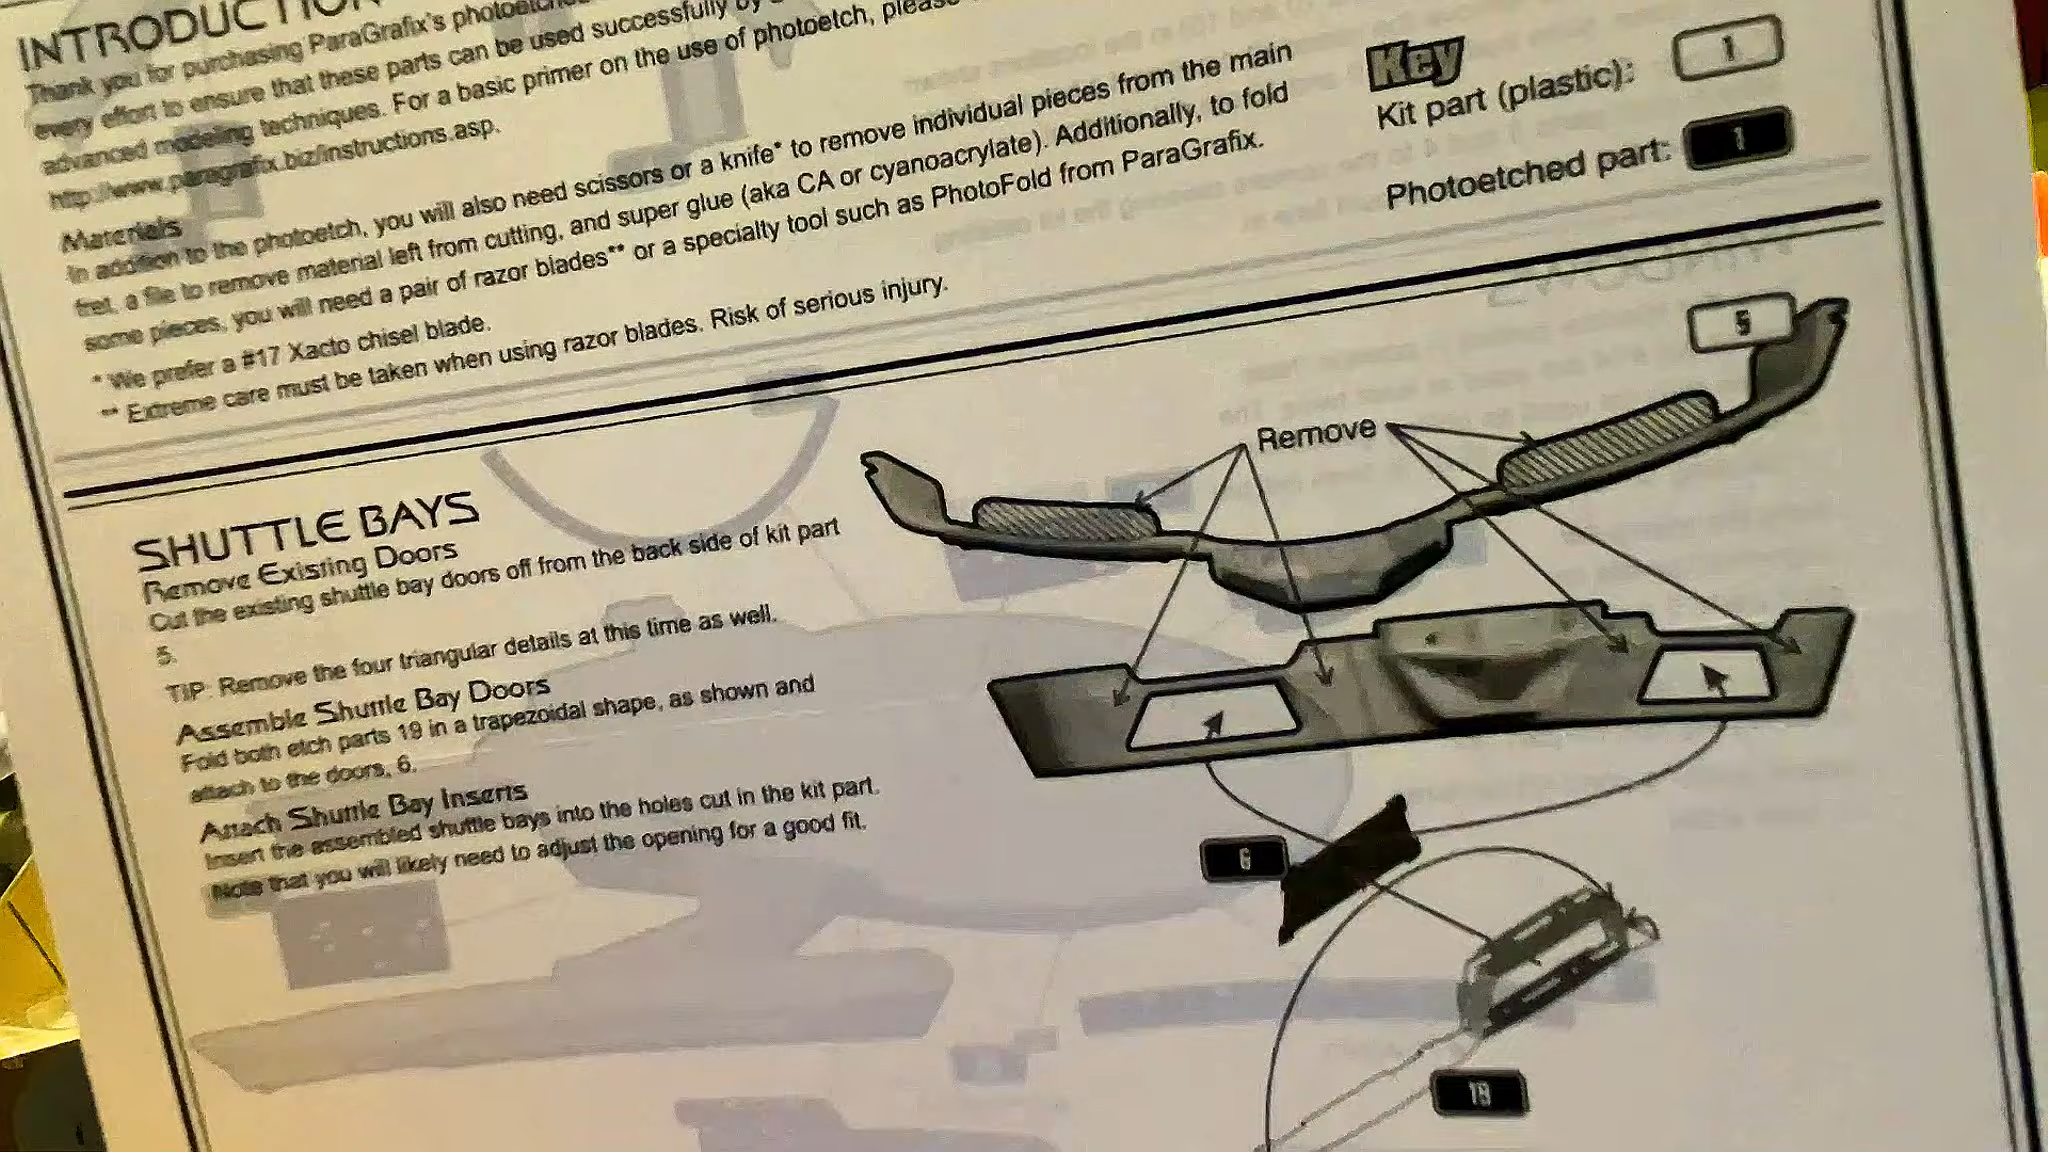 INTRODUCTION
Thank you for purchasing ParaGrafix's photoetched
every effort to ensure that these parts can be used successfully by
advanced modeling techniques. For a basic primer on the use of photoetch, please
http://www.paragrafix.biz/instructions.asp.
Materials
In addition to the photoetch, you will also need scissors or a knife* to remove individual pieces from the main
fret, a file to remove material left from cutting, and super glue (aka CA or cyanoacrylate). Additionally, to fold
some pieces, you will need a pair of razor blades** or a specialty tool such as PhotoFold from ParaGrafix.
* We prefer a #17 Xacto chisel blade.
** Extreme care must be taken when using razor blades. Risk of serious injury.
Key
Kit part (plastic): 1
Photoetched part: 1
SHUTTLE BAYS
Remove Existing Doors
Cut the existing shuttle bay doors off from the back side of kit part
5.
TIP: Remove the four triangular details at this time as well.
Assemble Shuttle Bay Doors
Fold both etch parts 19 in a trapezoidal shape, as shown and
attach to the doors, 6.
Attach Shuttle Bay Inserts
Insert the assembled shuttle bays into the holes cut in the kit part.
Note that you will likely need to adjust the opening for a good fit.
5
Remove
6
19